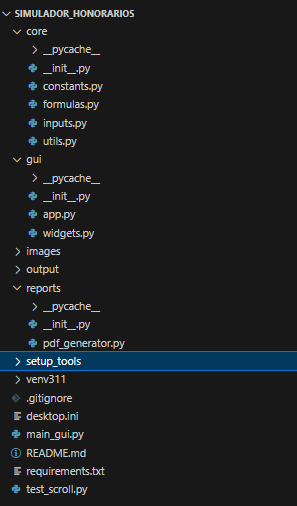 SIMULADOR_HONORARIOS
core
__pycache__
__init__.py
constants.py
formulas.py
inputs.py
utils.py
gui
__pycache__
__init__.py
app.py
widgets.py
images
output
reports
__pycache__
__init__.py
pdf_generator.py
setup_tools
venv311
.gitignore
desktop.ini
main_gui.py
README.md
requirements.txt
test_scroll.py